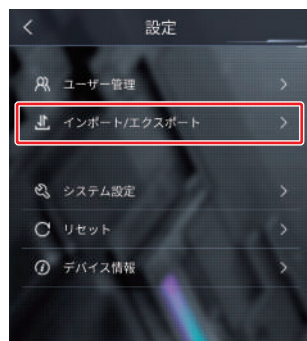 設定
ユーザー管理
インポート/エクスポート
システム設定
リセット
デバイス情報